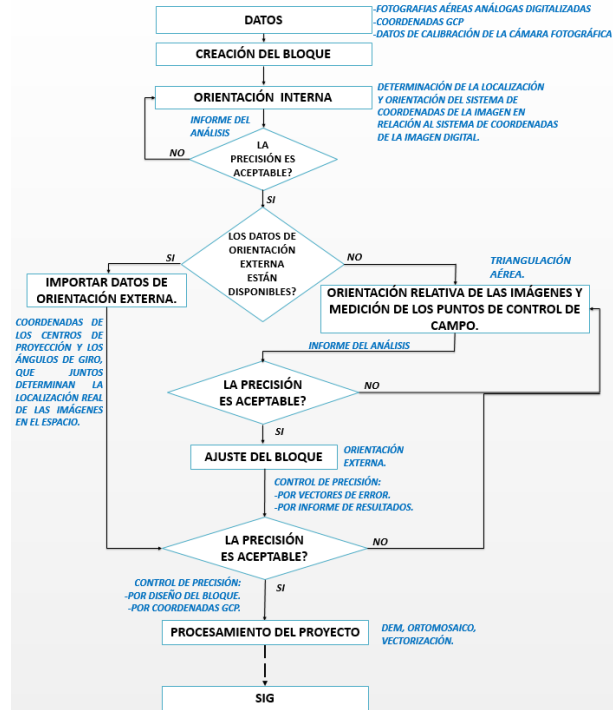 DATOS
-FOTOGRAFIAS AÉREAS ANÁLOGAS DIGITALIZADAS
-COORDENADAS GCP
-DATOS DE CALIBRACIÓN DE LA CÁMARA FOTOGRÁFICA
CREACIÓN DEL BLOQUE
ORIENTACIÓN INTERNA
DETERMINACIÓN DE LA LOCALIZACIÓN
Y ORIENTACIÓN DEL SISTEMA DE
COORDENADAS DE LA IMAGEN EN
RELACIÓN AL SISTEMA DE COORDENADAS
DE LA IMAGEN DIGITAL.
INFORME DEL
ANÁLISIS
NO
LA
PRECISIÓN ES
ACEPTABLE?
SI
LOS DATOS DE
ORIENTACIÓN
EXTERNA
ESTÁN
DISPONIBLES?
SI
NO
IMPORTAR DATOS DE
ORIENTACIÓN EXTERNA.
TRIANGULACIÓN
AÉREA.
ORIENTACIÓN RELATIVA DE LAS IMÁGENES Y
MEDICIÓN DE LOS PUNTOS DE CONTROL DE
CAMPO.
COORDENADAS DE
LOS CENTROS DE
PROYECCIÓN Y LOS
ÁNGULOS DE GIRO,
QUE JUNTOS
DETERMINAN LA
LOCALIZACIÓN REAL
DE LAS IMÁGENES
EN EL ESPACIO.
INFORME DEL ANÁLISIS
LA PRECISIÓN
ES ACEPTABLE?
NO
SI
AJUSTE DEL BLOQUE
ORIENTACIÓN
EXTERNA.
CONTROL DE PRECISIÓN:
-POR VECTORES DE ERROR.
-POR INFORME DE RESULTADOS.
LA PRECISIÓN
ES ACEPTABLE?
NO
CONTROL DE PRECISIÓN:
-POR DISEÑO DEL BLOQUE.
-POR COORDENADAS GCP.
SI
PROCESAMIENTO DEL PROYECTO
DEM, ORTOMOSAICO,
VECTORIZACIÓN.
SIG